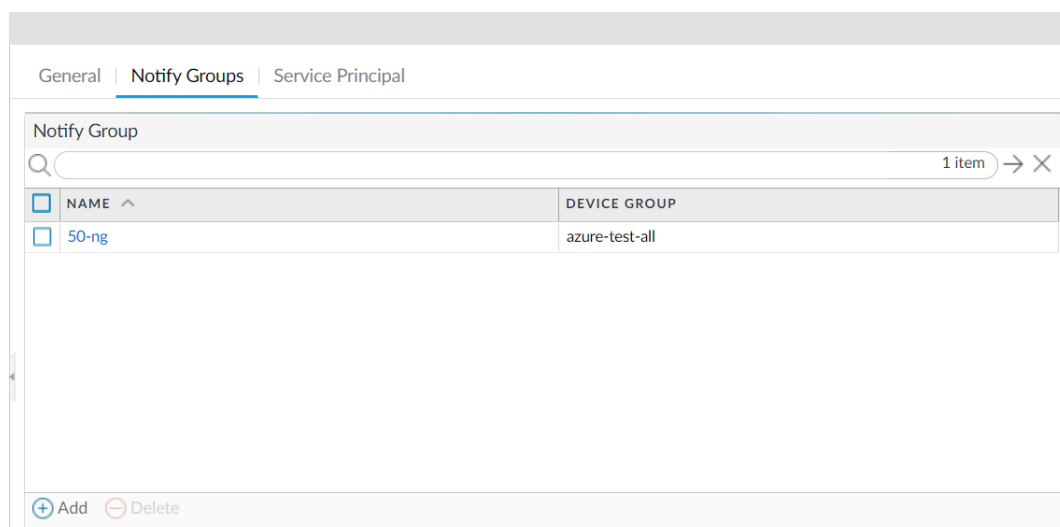 General Notify Groups Service Principal
Notify Group
1 item
NAME DEVICE GROUP
50-ng azure-test-all
Add Delete